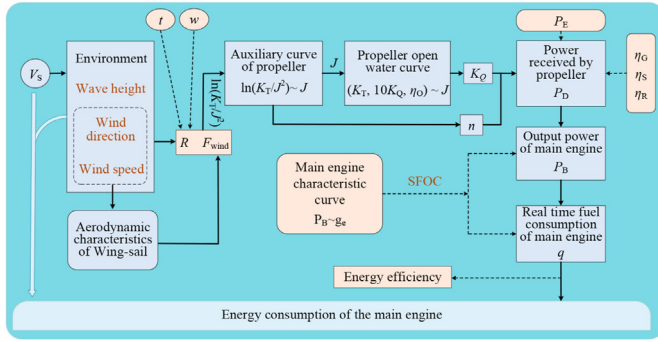 t
w
P_E
V_S
Environment
Wave height
Wind
direction
Wind speed
R F_wind
ln(K_T/J²)
Auxiliary curve
of propeller
ln(K_T/J²)~ J
J
Propeller open
water curve
(K_T, 10K_Q, η_O) ~ J
K_Q
n
Power
received by
propeller
P_D
η_G
η_S
η_R
Output power
of main engine
P_B
Main engine
characteristic
curve
P_B~g_e
SFOC
Real time fuel
consumption
of main engine
q
Aerodynamic
characteristics
of Wing-sail
Energy efficiency
Energy consumption of the main engine